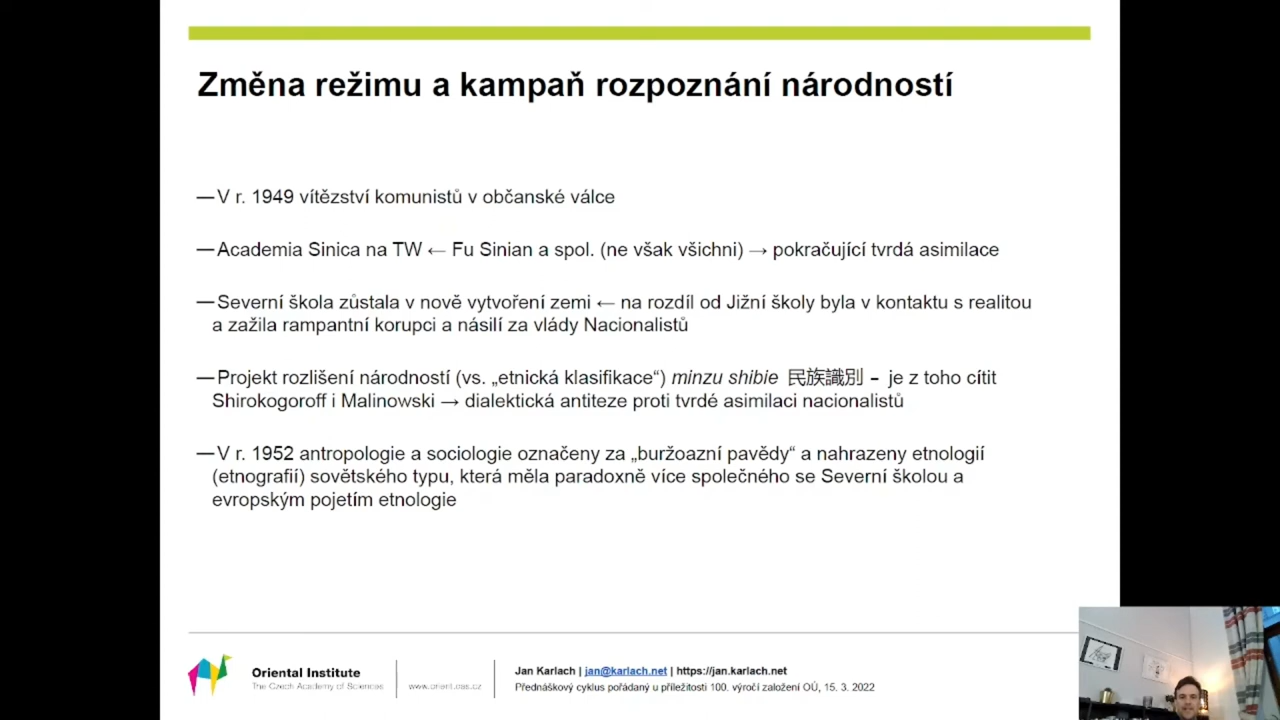 Změna režimu a kampaň rozpoznání národností
—V r. 1949 vítězství komunistů v občanské válce
—Academia Sinica na TW ← Fu Sinian a spol. (ne však všichni) → pokračující tvrdá asimilace
—Severní škola zůstala v nově vytvoření zemi ← na rozdíl od Jižní školy byla v kontaktu s realitou
a zažila rampantní korupci a násilí za vlády Nacionalistů
—Projekt rozlišení národností (vs. „etnická klasifikace“) minzu shibie 民族識別 – je z toho cítit
Shirokogoroff i Malinowski → dialektická antiteze proti tvrdé asimilaci nacionalistů
—V r. 1952 antropologie a sociologie označeny za „buržoazní pavědy“ a nahrazeny etnologií
(etnografií) sovětského typu, která měla paradoxně více společného se Severní školou a
evropským pojetím etnologie
Oriental Institute
The Czech Academy of Sciences
www.orient.cas.cz
Jan Karlach | jan@karlach.net | https://jan.karlach.net
Přednáškový cyklus pořádaný u příležitosti 100. výročí založení OÚ, 15. 3. 2022